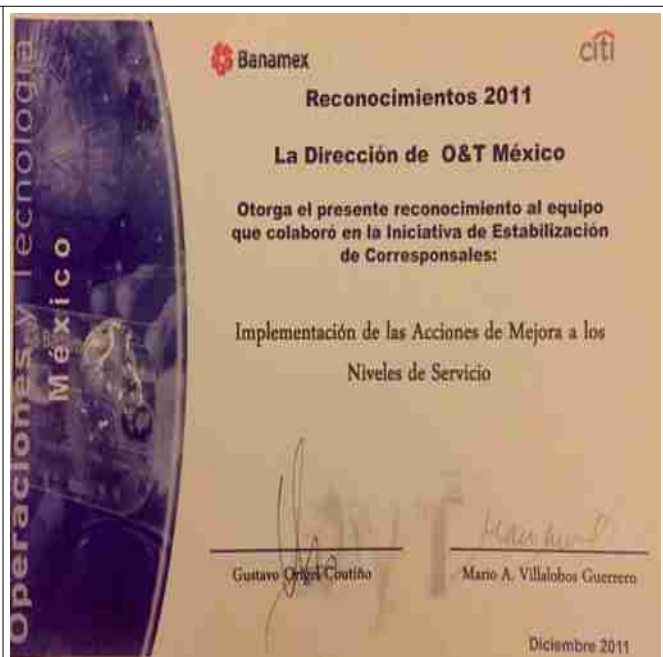 Operaciones y Tecnología
México
Banamex
citi
Reconocimientos 2011
La Dirección de O&T México
Otorga el presente reconocimiento al equipo
que colaboró en la Iniciativa de Estabilización
de Corresponsales:
Implementación de las Acciones de Mejora a los
Niveles de Servicio
Gustavo Coutiño
Mario A. Villalobos Guerrero
Diciembre 2011